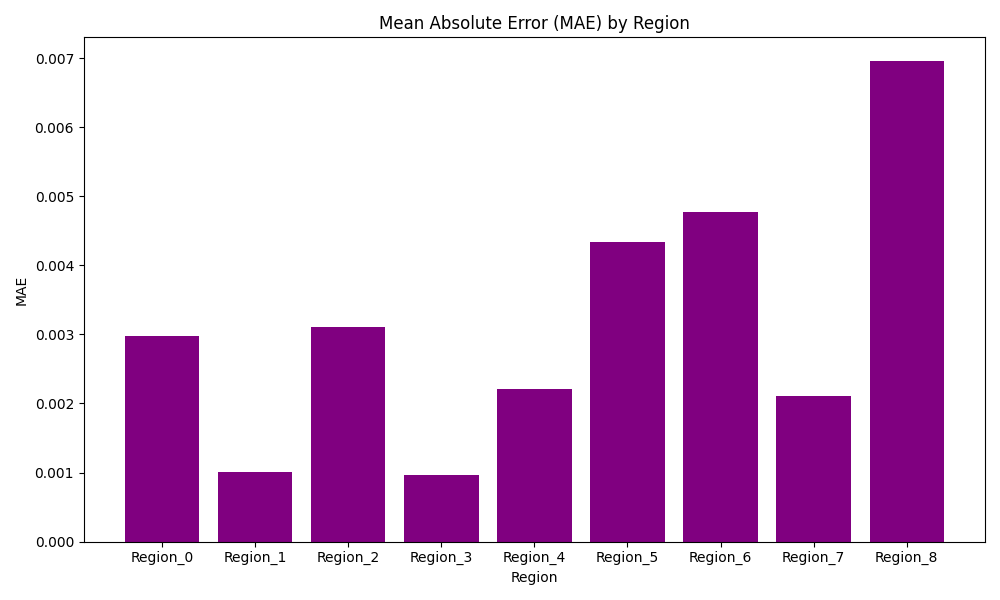 Mean Absolute Error (MAE) by Region
0.007
0.006
0.005
0.004
0.003
0.002
0.001
0.000
MAE
Region_0 Region_1 Region_2 Region_3 Region_4 Region_5 Region_6 Region_7 Region_8
Region